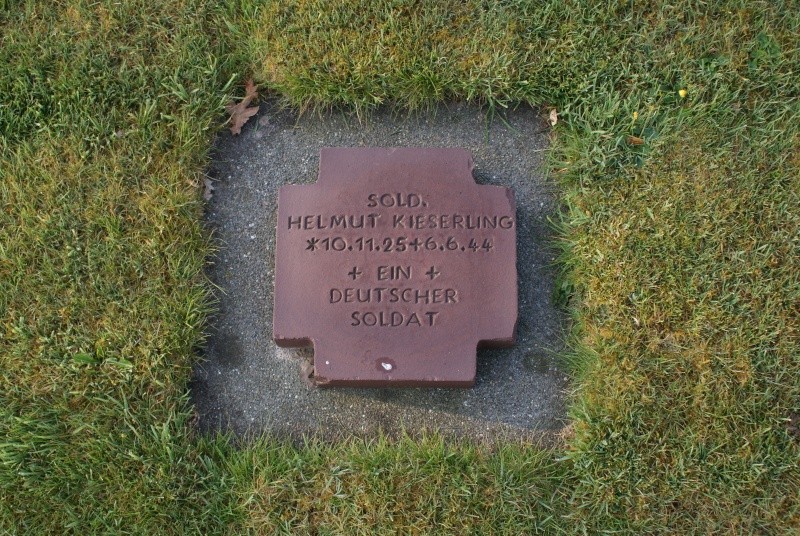 SOLD.
HELMUT KIESERLING
*10.11.25+6.6.44
+ EIN +
DEUTSCHER
SOLDAT